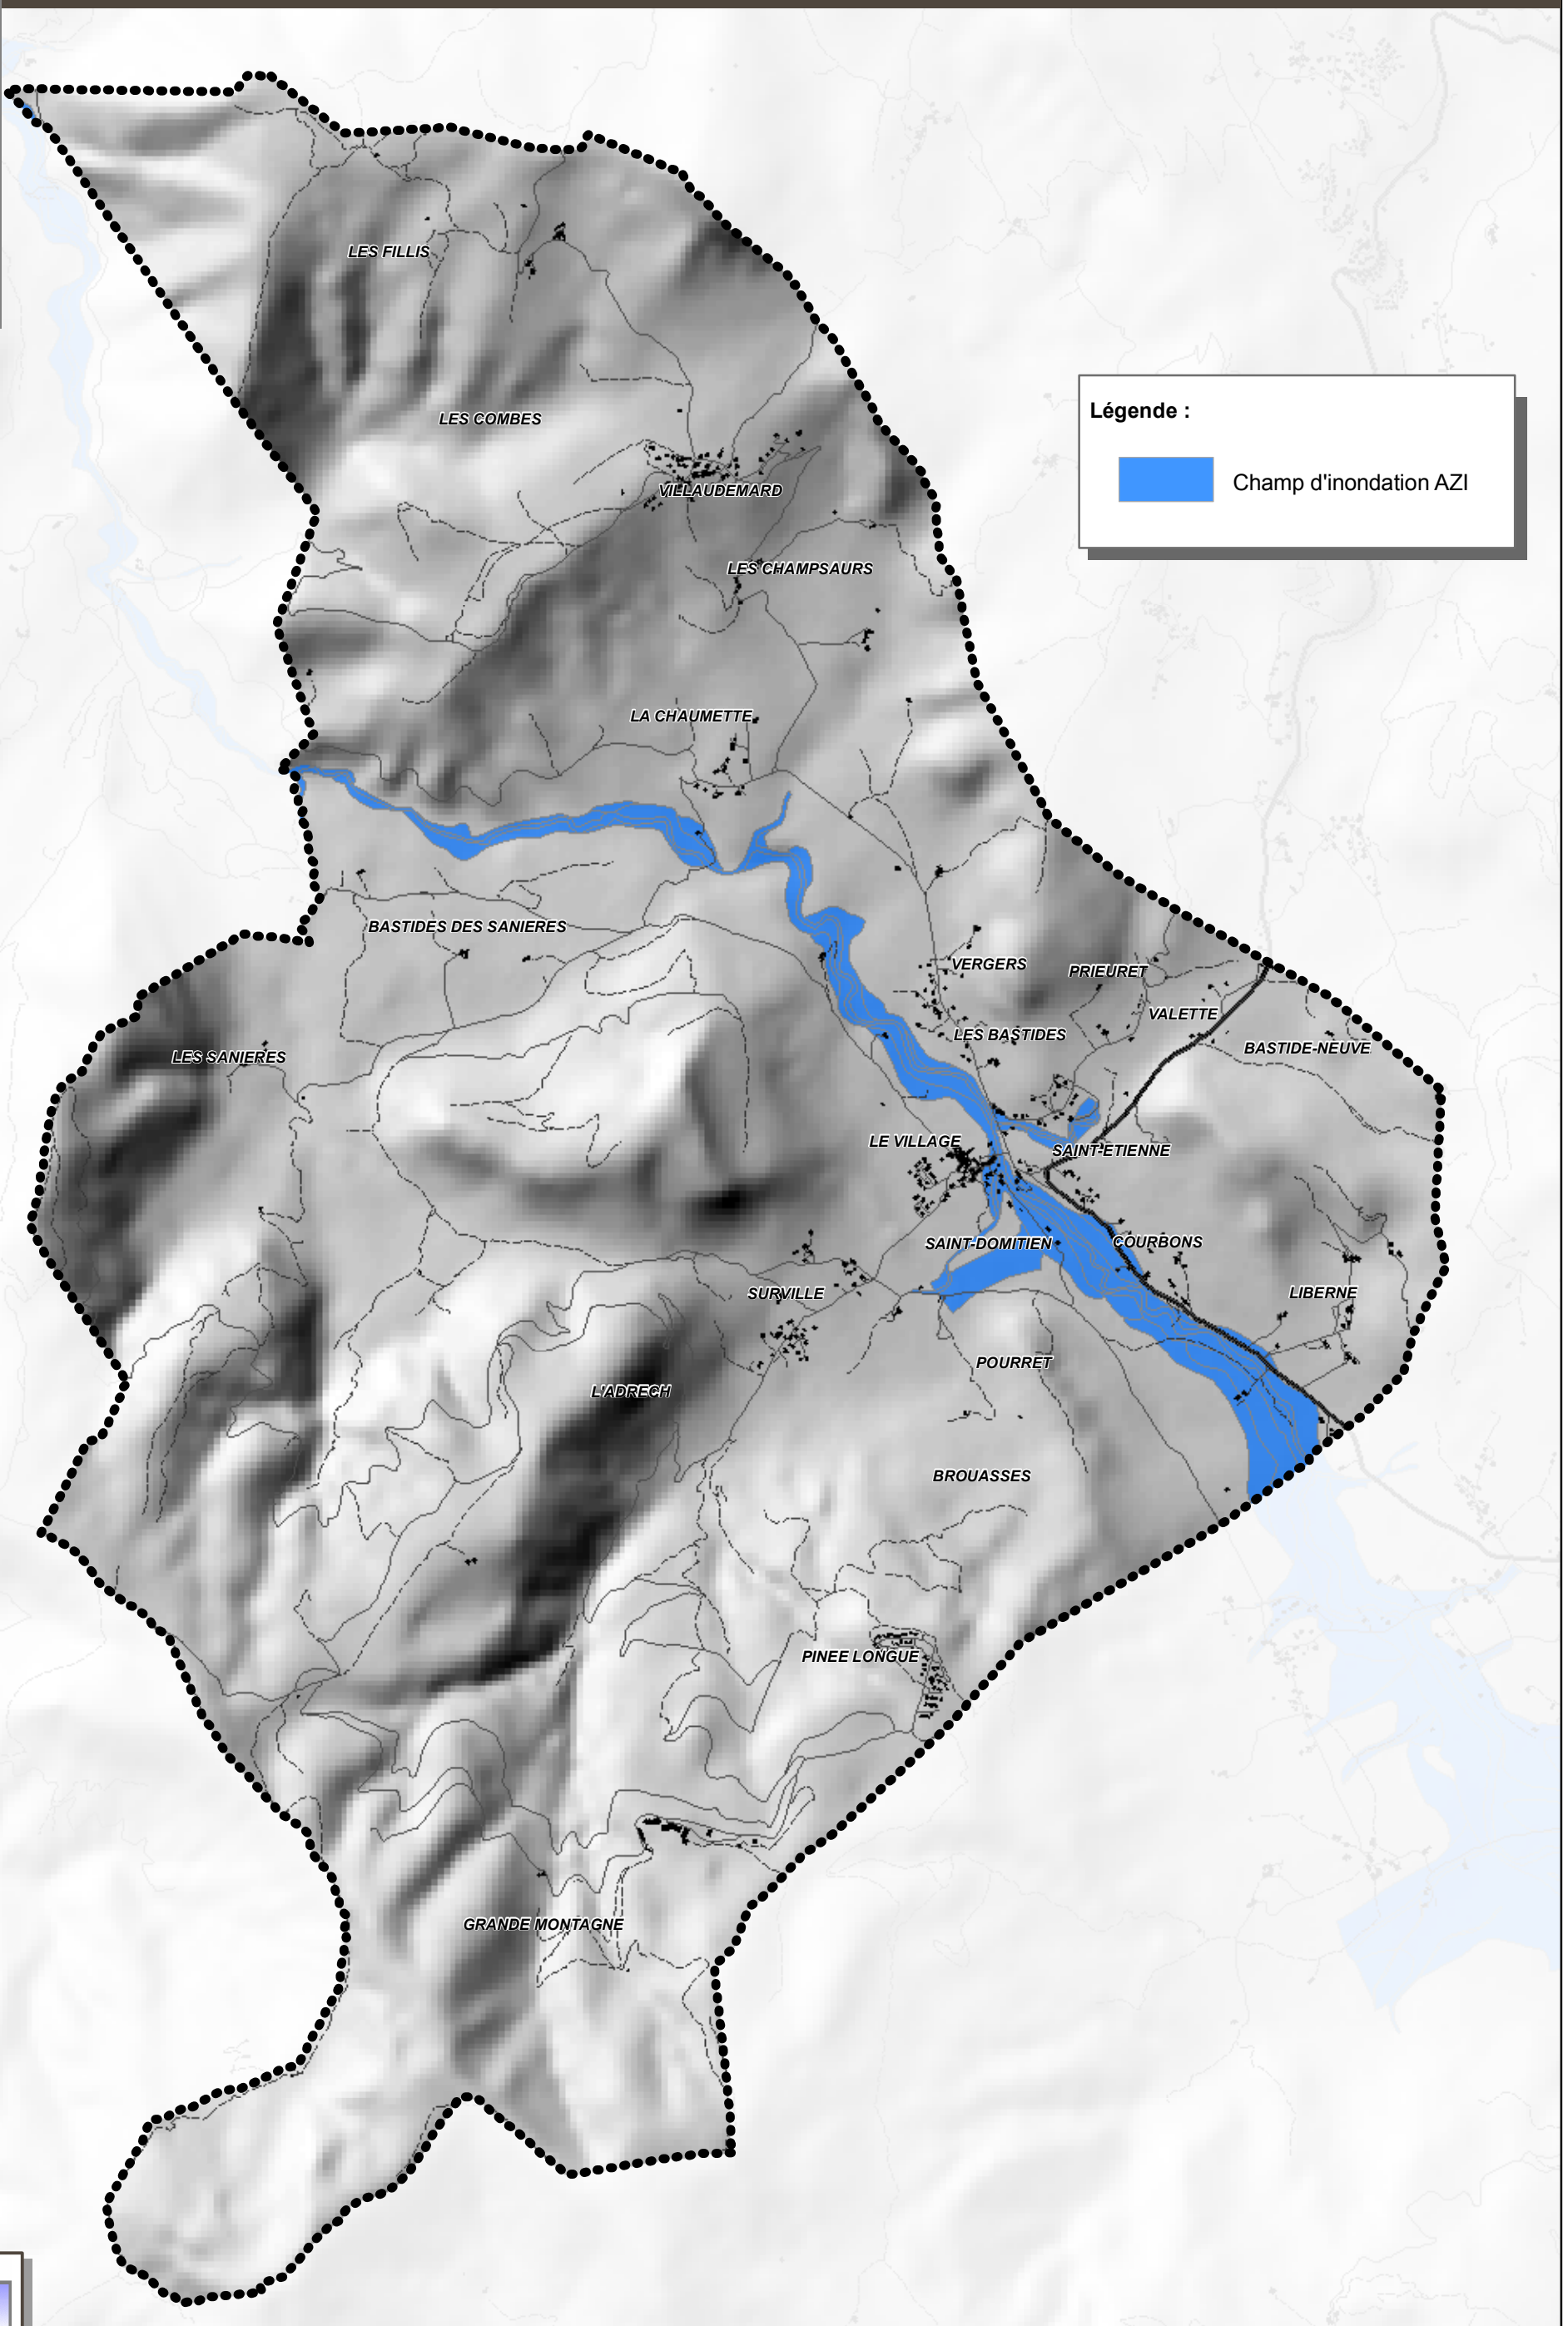 LES FILLIS
Légende :
LES COMBES
Champ d'inondation AZI
VILLAUDEMARD
LES CHAMPSAURS
LA CHAUMETTE
BASTIDES DES SANIERES
VERGERS
PRIEURET
VALETTE
LES BASTIDES
BASTIDE-NEUVE
LES SANIERES
LE VILLAGE
SAINT-ETIENNE
SAINT-DOMITIEN
COURBONS
SURVILLE
LIBERNE
POURRET
L'ADRECH
BROUASSES
PINEE LONGUE
GRANDE MONTAGNE